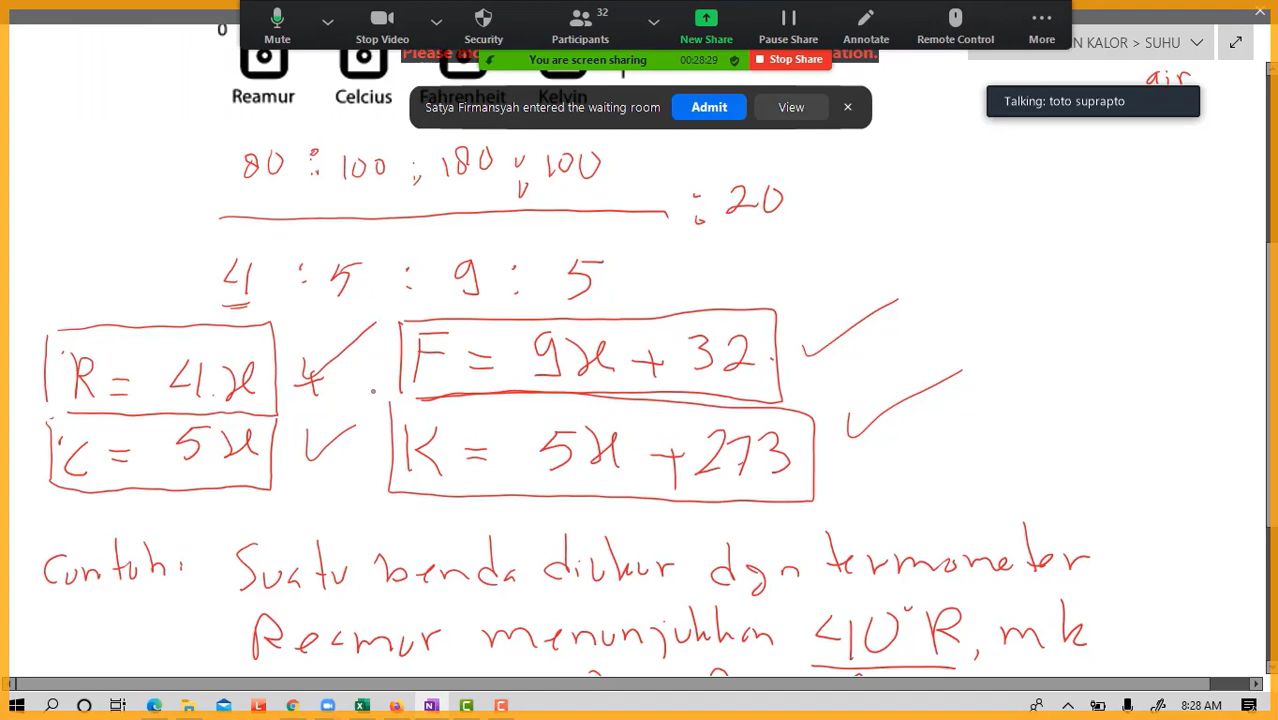 Mute
Stop Video
Security
32
Participants
New Share
Pause Share
Annotate
Remote Control
More
0
You are screen sharing
00:28:29
Stop Share
N KALOR > SUHU
air
Talking: toto suprapto
Reamur
Celcius
Fahrenheit
Kelvin
Satya Firmansyah entered the waiting room
Admit
View
80 : 100 : 180 : 100
: 20
4 : 5 : 9 : 5
R = 4.x
F = 9x + 32
C = 5x
K = 5x + 273
Contoh: Suatu benda diukur dgn termometer
Reamur menunjukkan 40°R, mk
8:28 AM